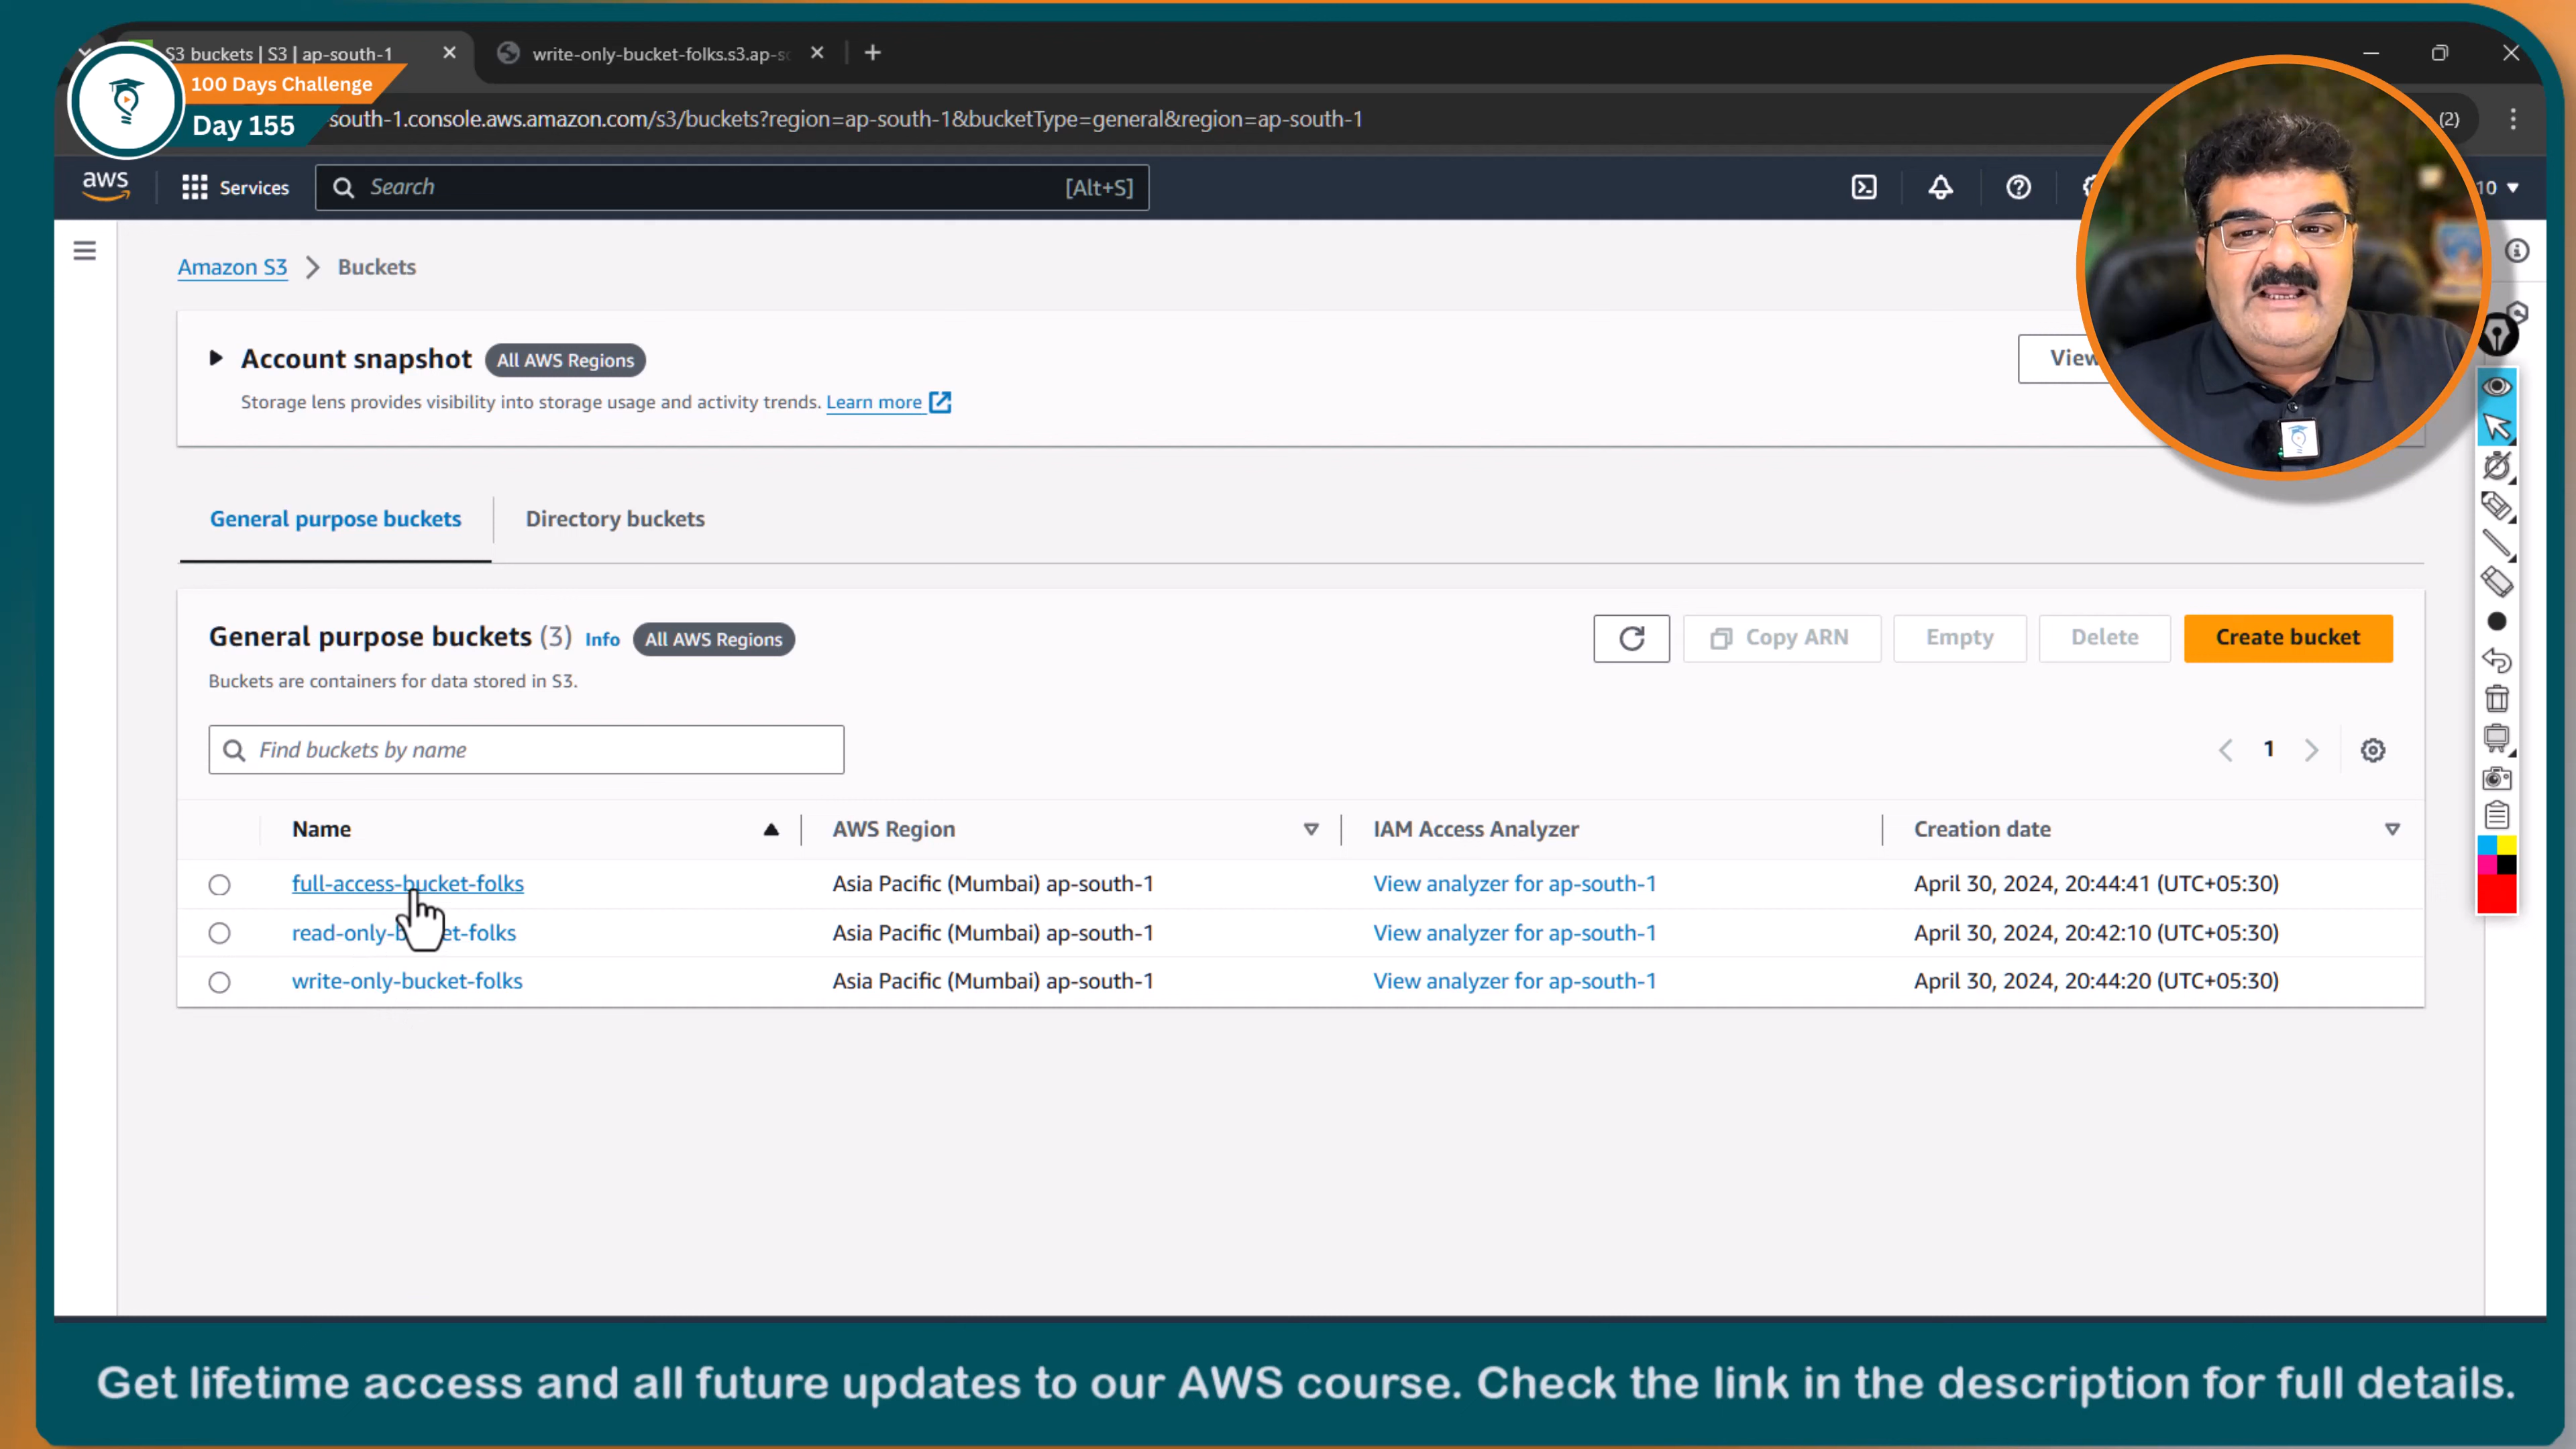 S3 buckets | S3 | ap-south-1
write-only-bucket-folks.s3.ap-so
100 Days Challenge
Day 155
-south-1.console.aws.amazon.com/s3/buckets?region=ap-south-1&bucketType=general&region=ap-south-1
(2)
aws
Services
Search
[Alt+S]
10
Amazon S3 > Buckets
Account snapshot
All AWS Regions
View
Storage lens provides visibility into storage usage and activity trends. Learn more
General purpose buckets
Directory buckets
General purpose buckets (3) Info All AWS Regions
Copy ARN
Empty
Delete
Create bucket
Buckets are containers for data stored in S3.
Find buckets by name
1
Name AWS Region IAM Access Analyzer Creation date
full-access-bucket-folks Asia Pacific (Mumbai) ap-south-1 View analyzer for ap-south-1 April 30, 2024, 20:44:41 (UTC+05:30)
read-only-bucket-folks Asia Pacific (Mumbai) ap-south-1 View analyzer for ap-south-1 April 30, 2024, 20:42:10 (UTC+05:30)
write-only-bucket-folks Asia Pacific (Mumbai) ap-south-1 View analyzer for ap-south-1 April 30, 2024, 20:44:20 (UTC+05:30)
Get lifetime access and all future updates to our AWS course. Check the link in the description for full details.